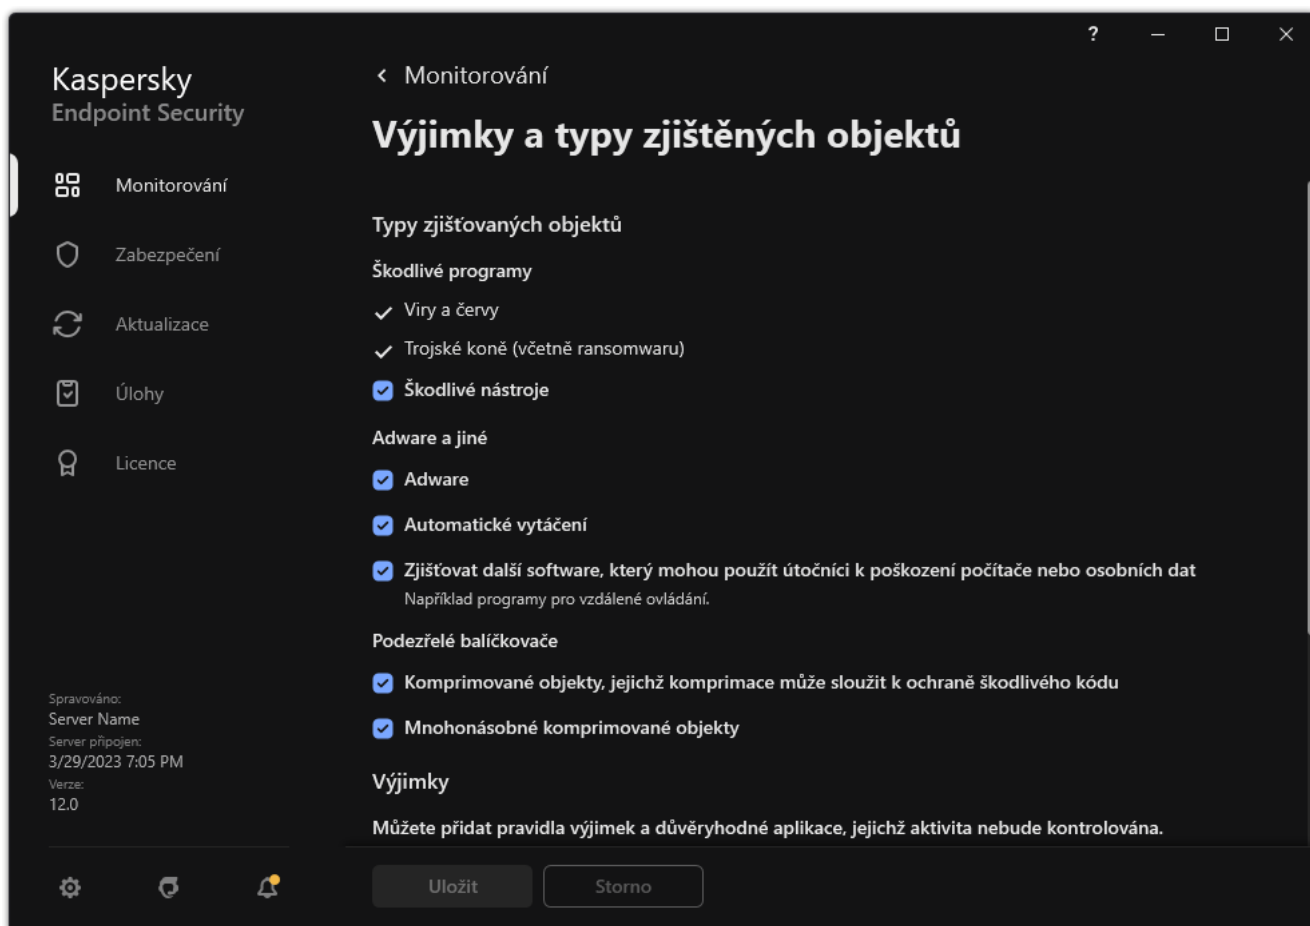 ?
Kaspersky
Endpoint Security
Monitorování
Zabezpečení
Aktualizace
Úlohy
Licence
Spravováno:
Server Name
Server připojen:
3/29/2023 7:05 PM
Verze:
12.0
Monitorování
Výjimky a typy zjištěných objektů
Typy zjišťovaných objektů
Škodlivé programy
Viry a červy
Trojské koně (včetně ransomwaru)
Škodlivé nástroje
Adware a jiné
Adware
Automatické vytáčení
Zjišťovat další software, který mohou použít útočníci k poškození počítače nebo osobních dat
Například programy pro vzdálené ovládání.
Podezřelé balíčkovače
Komprimované objekty, jejichž komprimace může sloužit k ochraně škodlivého kódu
Mnohonásobné komprimované objekty
Výjimky
Můžete přidat pravidla výjimek a důvěryhodné aplikace, jejichž aktivita nebude kontrolována.
Uložit
Storno